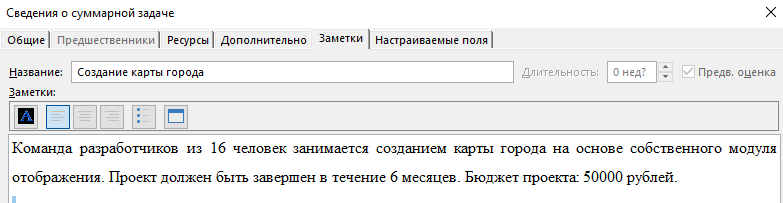 Сведения о суммарной задаче
Общие Предшественники Ресурсы Дополнительно Заметки Настраиваемые поля
Название: Создание карты города Длительность: 0 нед? Предв. оценка
Заметки:
Команда разработчиков из 16 человек занимается созданием карты города на основе собственного модуля
отображения. Проект должен быть завершен в течение 6 месяцев. Бюджет проекта: 50000 рублей.